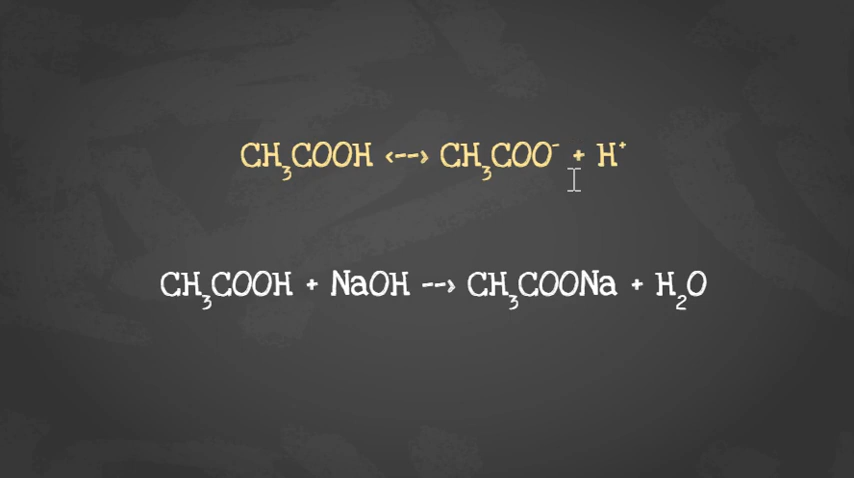 CH₃COOH <--> CH₃COO⁻ + H⁺
CH₃COOH + NaOH --> CH₃COONa + H₂O